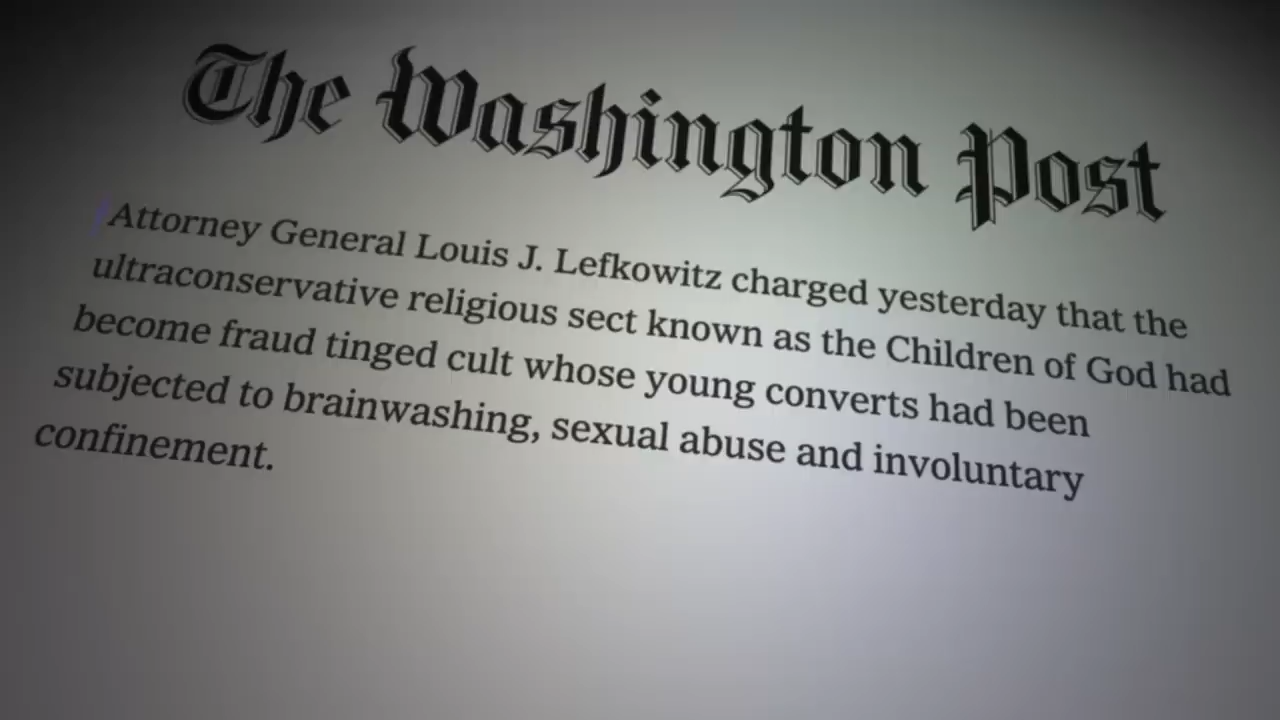 The Washington Post
Attorney General Louis J. Lefkowitz charged yesterday that the
ultraconservative religious sect known as the Children of God had
become fraud tinged cult whose young converts had been
subjected to brainwashing, sexual abuse and involuntary
confinement.